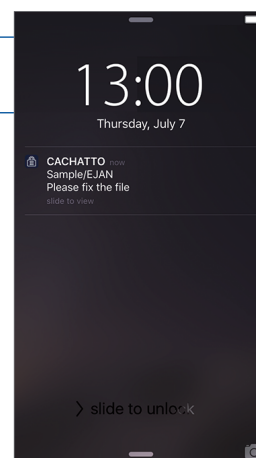 13:00
Thursday, July 7
CACHATTO now
Sample/EJAN
Please fix the file
slide to view
> slide to unlock